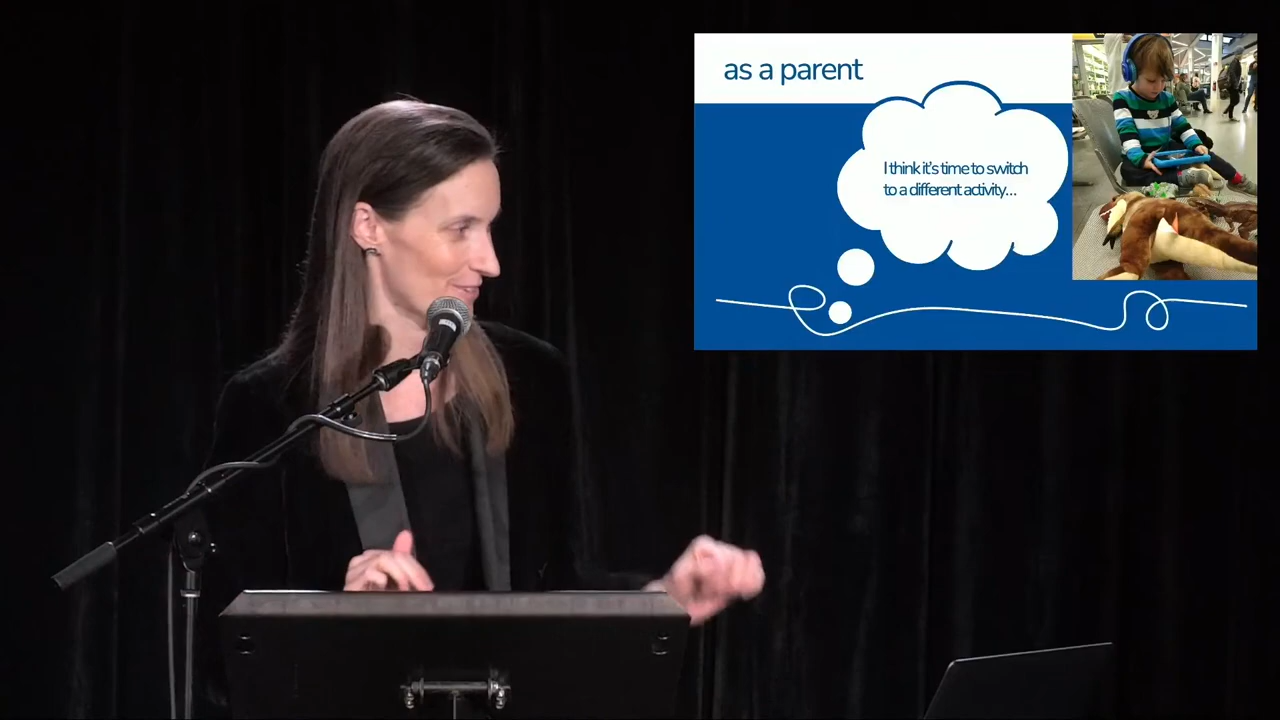 as a parent
I think it's time to switch
to a different activity...